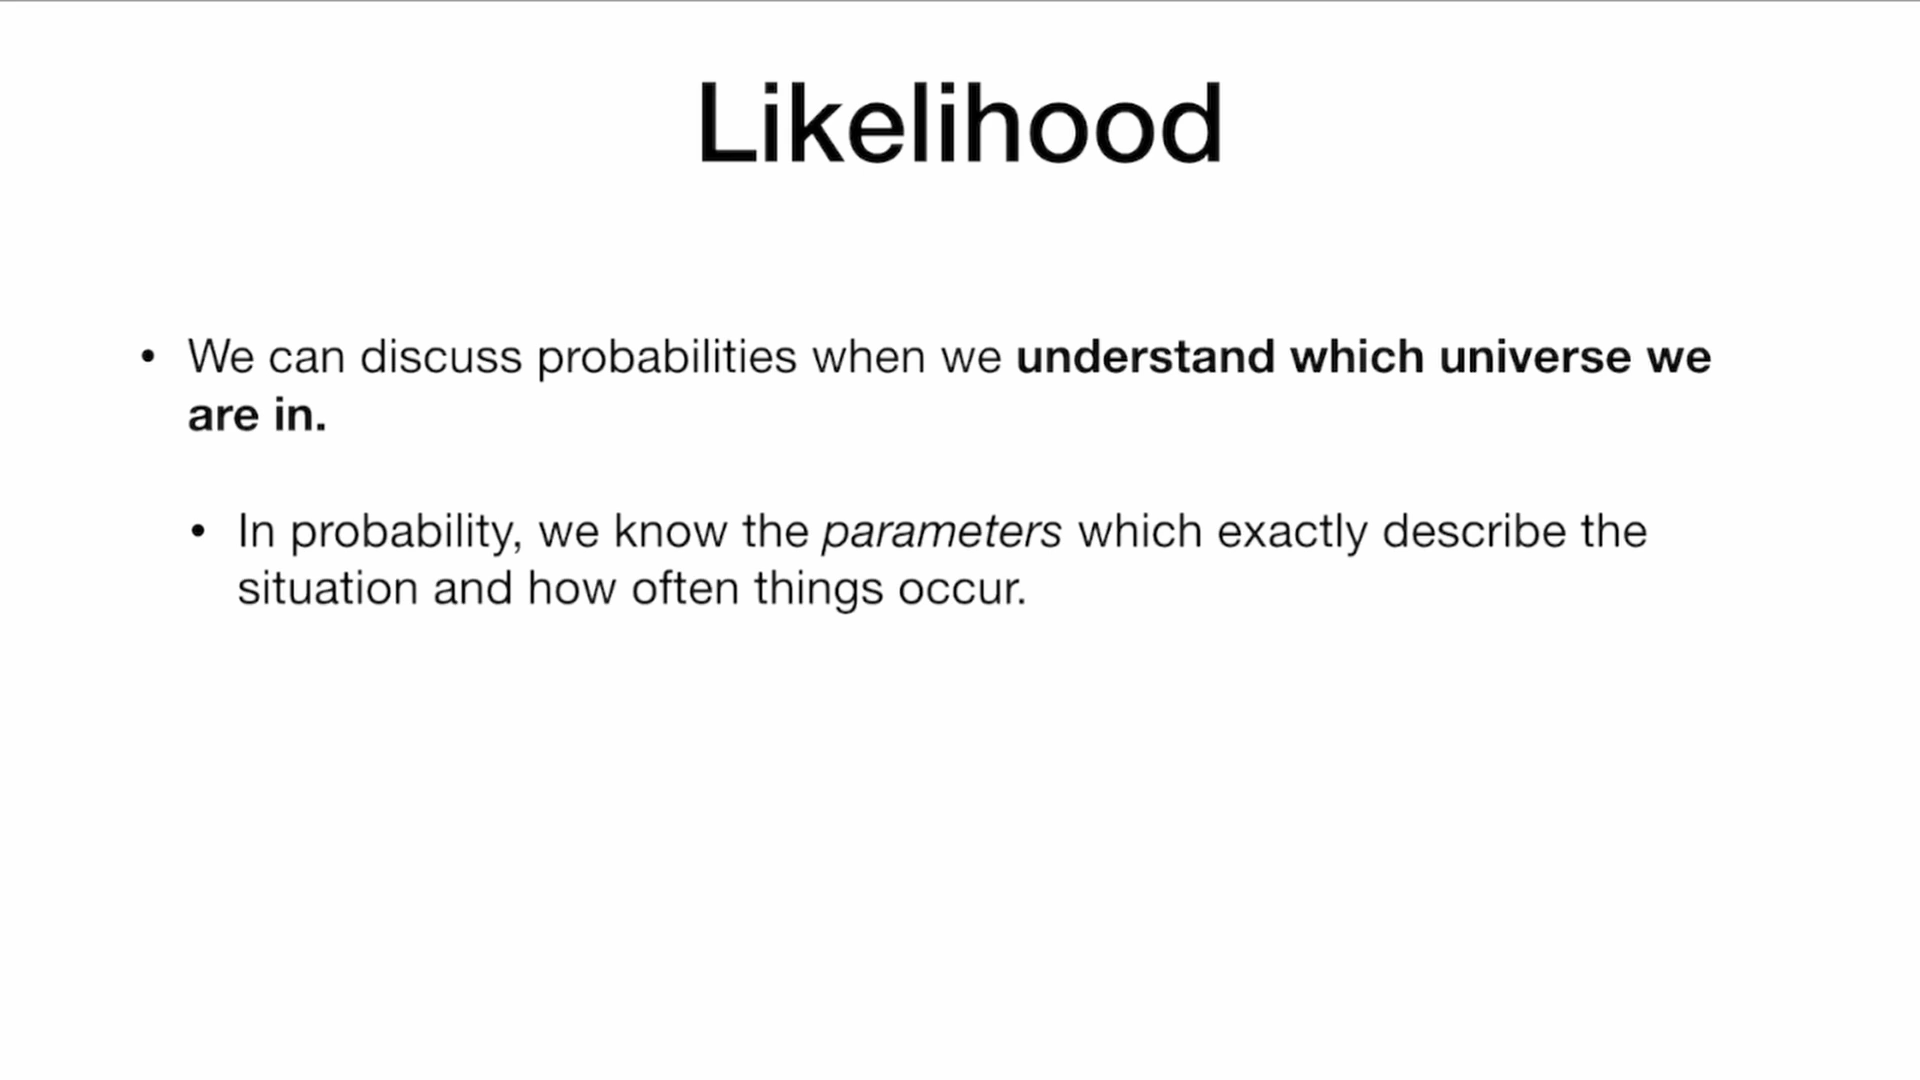 Likelihood
• We can discuss probabilities when we understand which universe we
are in.
• In probability, we know the parameters which exactly describe the
situation and how often things occur.